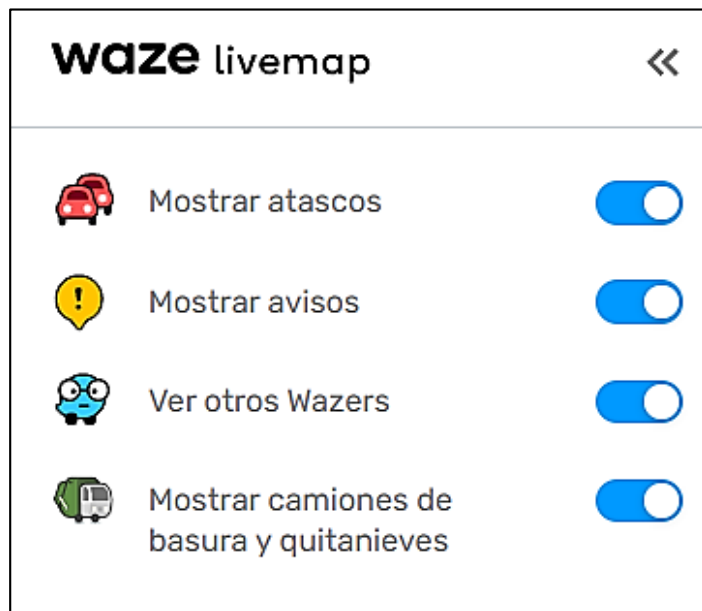 waze livemap
Mostrar atascos
Mostrar avisos
Ver otros Wazers
Mostrar camiones de
basura y quitanieves